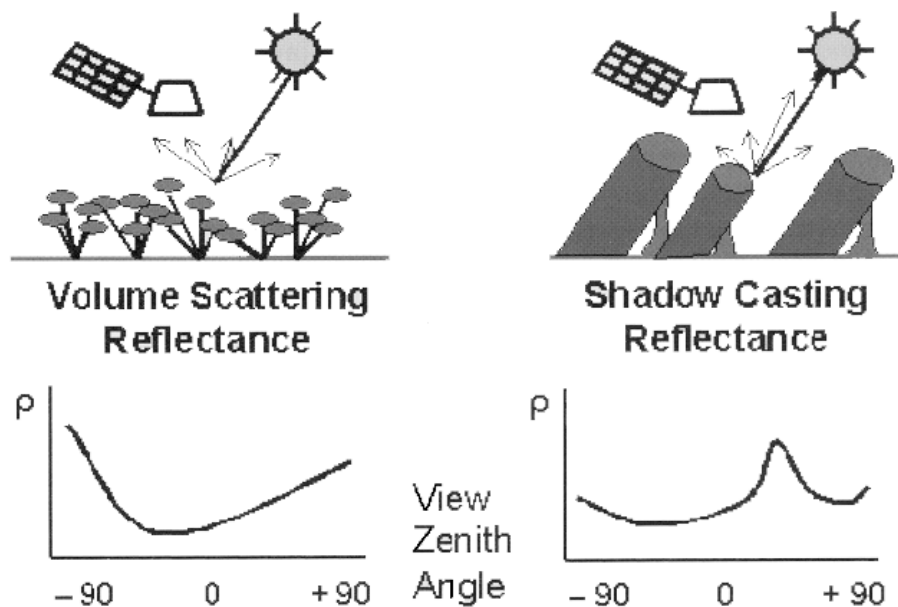 Volume Scattering
Reflectance
Shadow Casting
Reflectance
ρ
– 90 0 + 90
View
Zenith
Angle
ρ
– 90 0 + 90